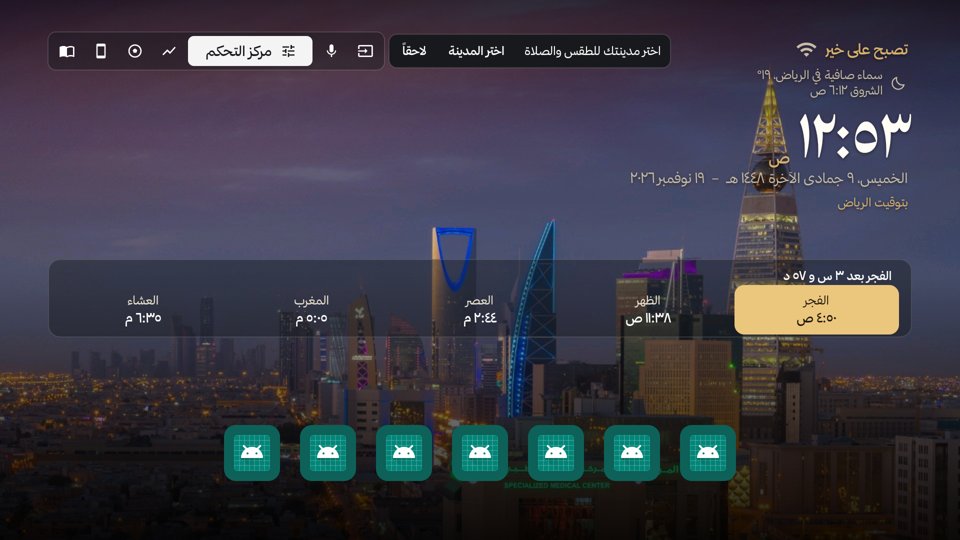 تصبح على خير
سماء صافية في الرياض، ١٩°
الشروق ٦:١٢ ص
١٢:٥٣ ص
الخميس، ٩ جمادى الآخرة ١٤٤٨ هـ – ١٩ نوفمبر ٢٠٢٦
بتوقيت الرياض
اختر مدينتك للطقس والصلاة اختر المدينة لاحقاً
مركز التحكم
الفجر بعد ٣ س و ٥٧ د
الفجر الظهر العصر المغرب العشاء
٤:٥٠ ص ١١:٣٨ ص ٢:٤٤ م ٥:٠٥ م ٦:٣٥ م
SPECIALIZED MEDICAL CENTER